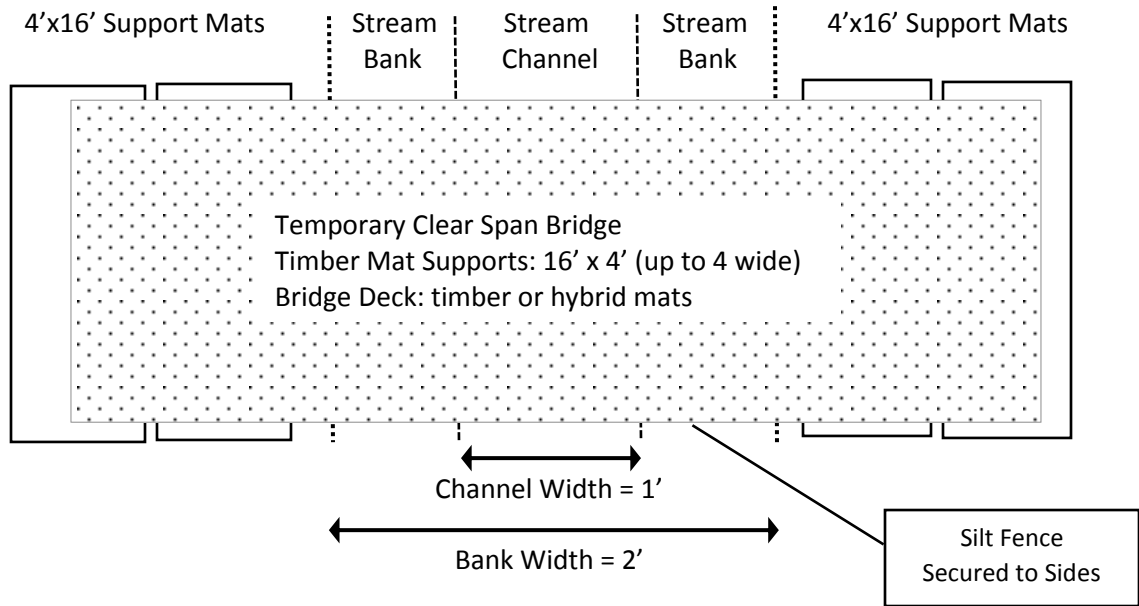 4’x16’ Support Mats
Stream
Bank
Stream
Channel
Stream
Bank
4’x16’ Support Mats
Temporary Clear Span Bridge
Timber Mat Supports: 16’ x 4’ (up to 4 wide)
Bridge Deck: timber or hybrid mats
Channel Width = 1’
Bank Width = 2’
Silt Fence
Secured to Sides